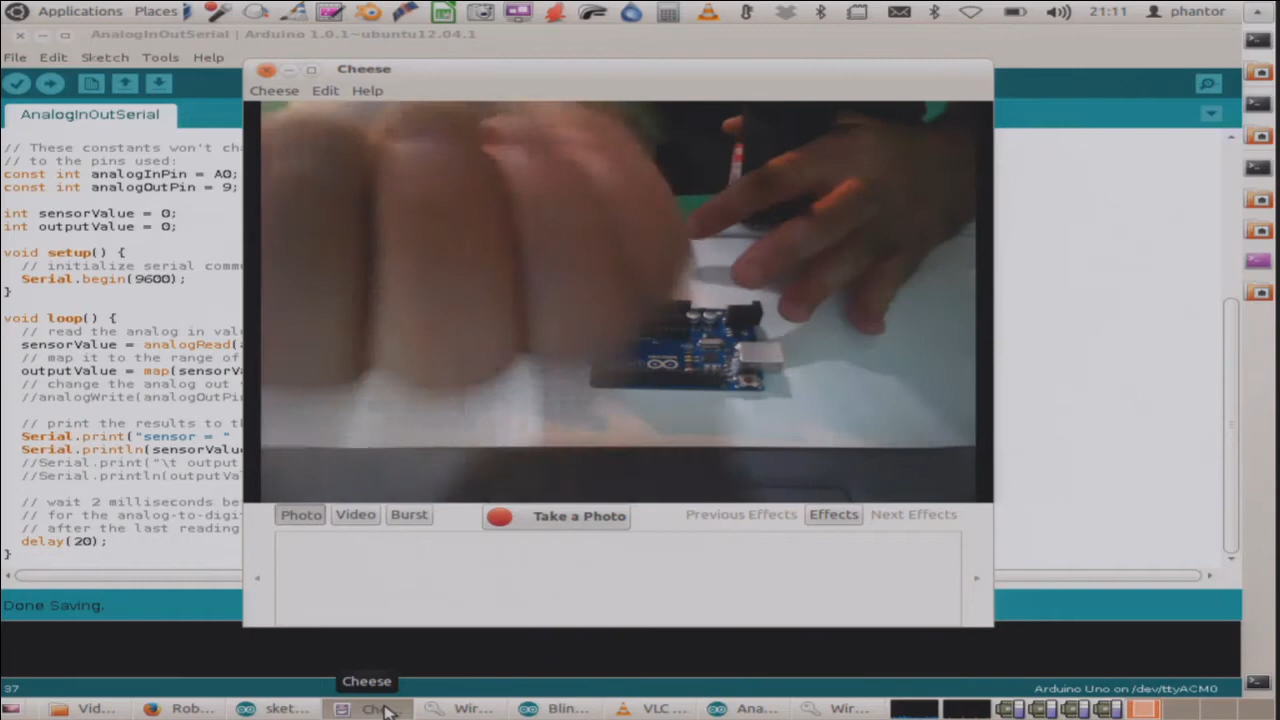 Applications Places 21:11 phantor
AnalogInOutSerial | Arduino 1.0.1~ubuntu12.04.1
File Edit Sketch Tools Help
AnalogInOutSerial
// These constants won't ch
// to the pins used:
const int analogInPin = A0;
const int analogOutPin = 9;
int sensorValue = 0;
int outputValue = 0;
void setup() {
// initialize serial comm
Serial.begin(9600);
}
void loop() {
// read the analog in val
sensorValue = analogRead(
// map it to the range of
outputValue = map(sensorV
// change the analog out
//analogWrite(analogOutPin
// print the results to th
Serial.print("sensor = "
Serial.println(sensorValu
//Serial.print("\t output
//Serial.println(outputVal
// wait 2 milliseconds be
// for the analog-to-digit
// after the last reading
delay(20);
}
Cheese
Cheese Edit Help
Photo Video Burst Take a Photo Previous Effects Effects Next Effects
Done Saving.
Cheese
37 Arduino Uno on /dev/ttyACM0
Vid... Rob... sket... Che... Wir... Blin... VLC ... Ana... Wir...